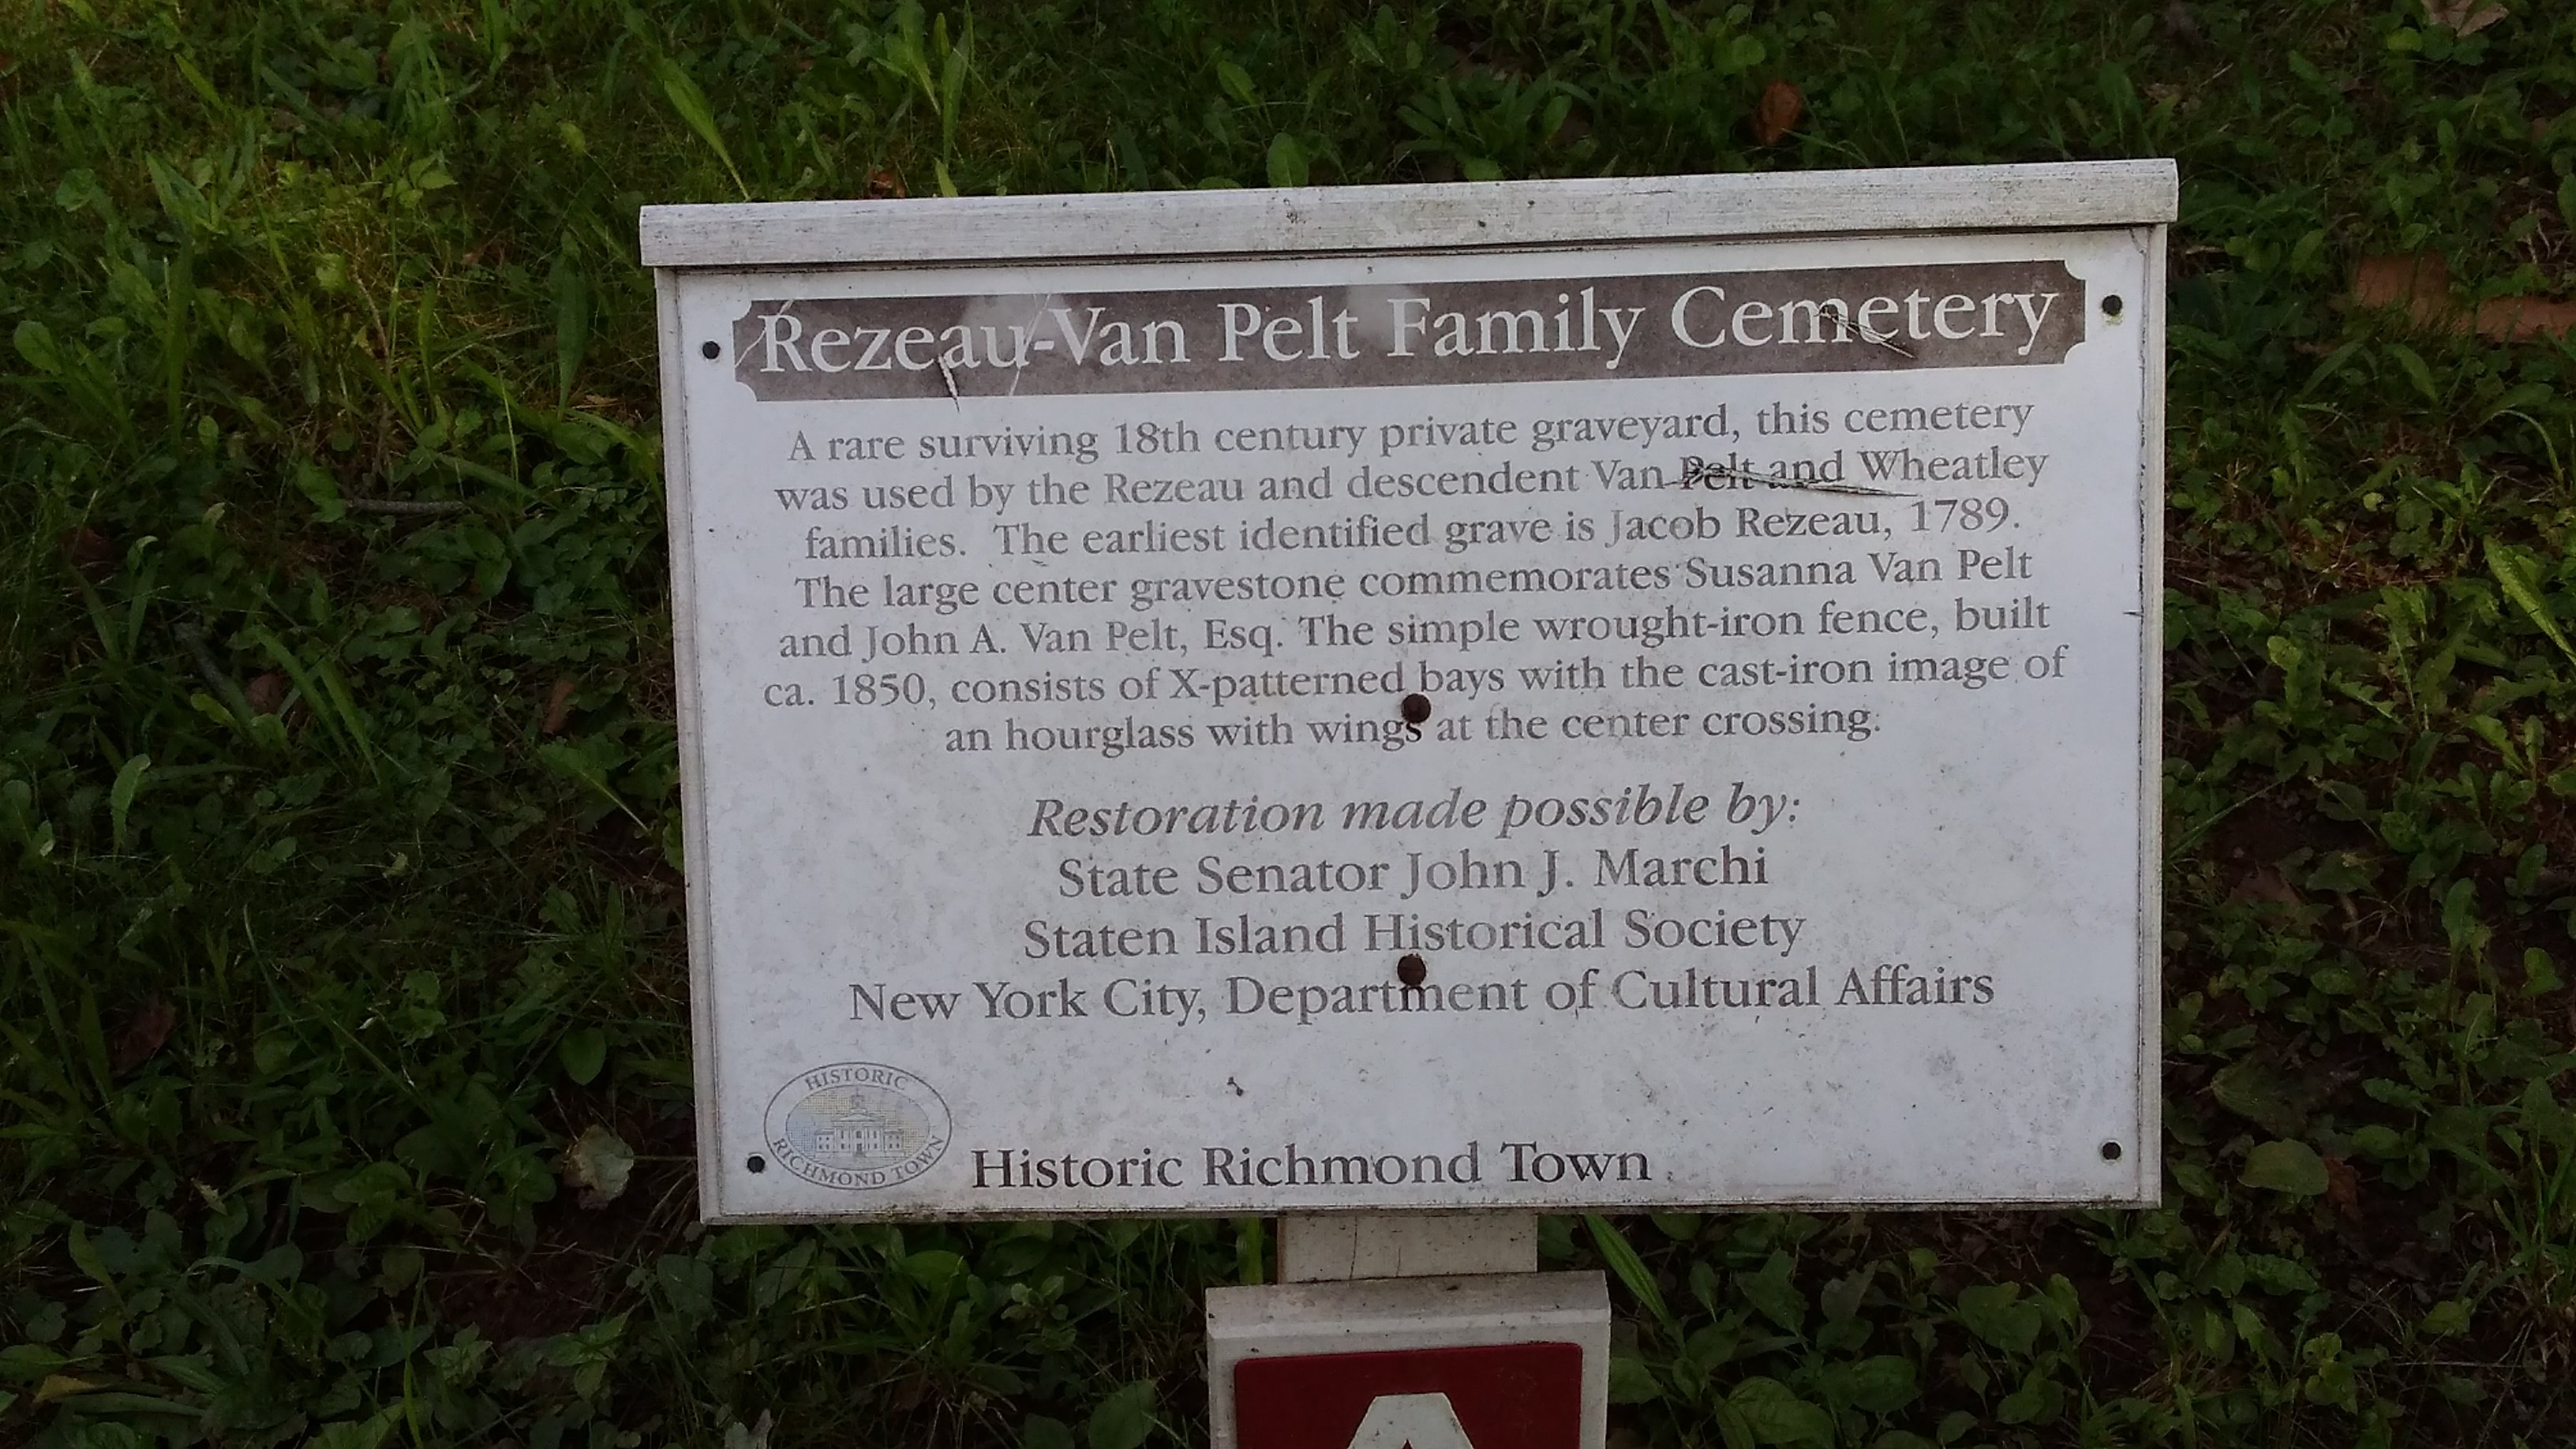 Rezeau-Van Pelt Family Cemetery
A rare surviving 18th century private graveyard, this cemetery
was used by the Rezeau and descendent Van Pelt and Wheatley
families. The earliest identified grave is Jacob Rezeau, 1789.
The large center gravestone commemorates Susanna Van Pelt
and John A. Van Pelt, Esq. The simple wrought-iron fence, built
ca. 1850, consists of X-patterned bays with the cast-iron image of
an hourglass with wings at the center crossing.
Restoration made possible by:
State Senator John J. Marchi
Staten Island Historical Society
New York City, Department of Cultural Affairs
HISTORIC
RICHMOND TOWN
Historic Richmond Town
A